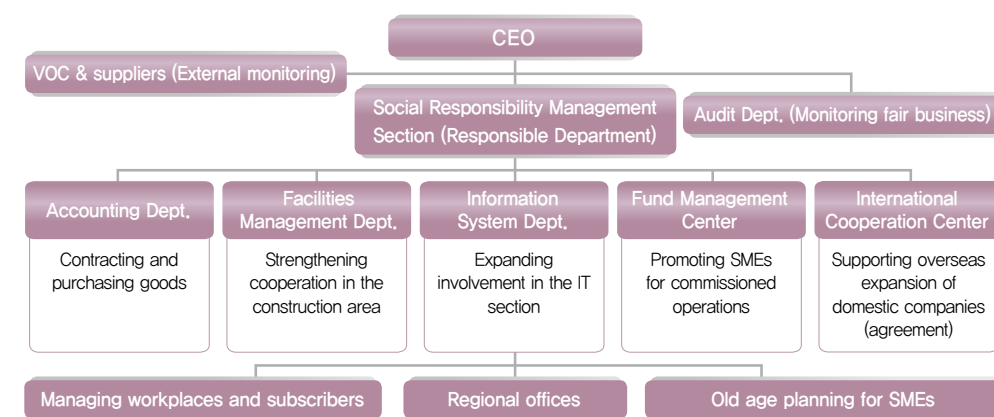 CEO
VOC & suppliers (External monitoring)
Social Responsibility Management
Section (Responsible Department)
Audit Dept. (Monitoring fair business)
Accounting Dept.
Contracting and
purchasing goods
Facilities
Management Dept.
Strengthening
cooperation in the
construction area
Information
System Dept.
Expanding
involvement in the IT
section
Fund Management
Center
Promoting SMEs
for commissioned
operations
International
Cooperation Center
Supporting overseas
expansion of
domestic companies
(agreement)
Managing workplaces and subscribers
Regional offices
Old age planning for SMEs